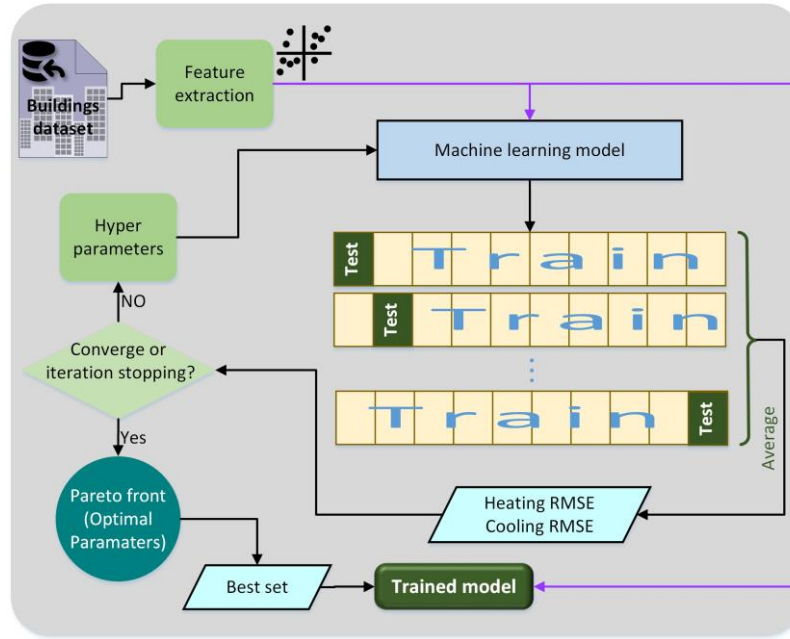 Buildings
dataset
Feature
extraction
Machine learning model
Hyper
parameters
Test
Train
Test
Train
Train
Test
Average
NO
Converge or
iteration stopping?
Yes
Pareto front
(Optimal
Paramaters)
Heating RMSE
Cooling RMSE
Best set
Trained model